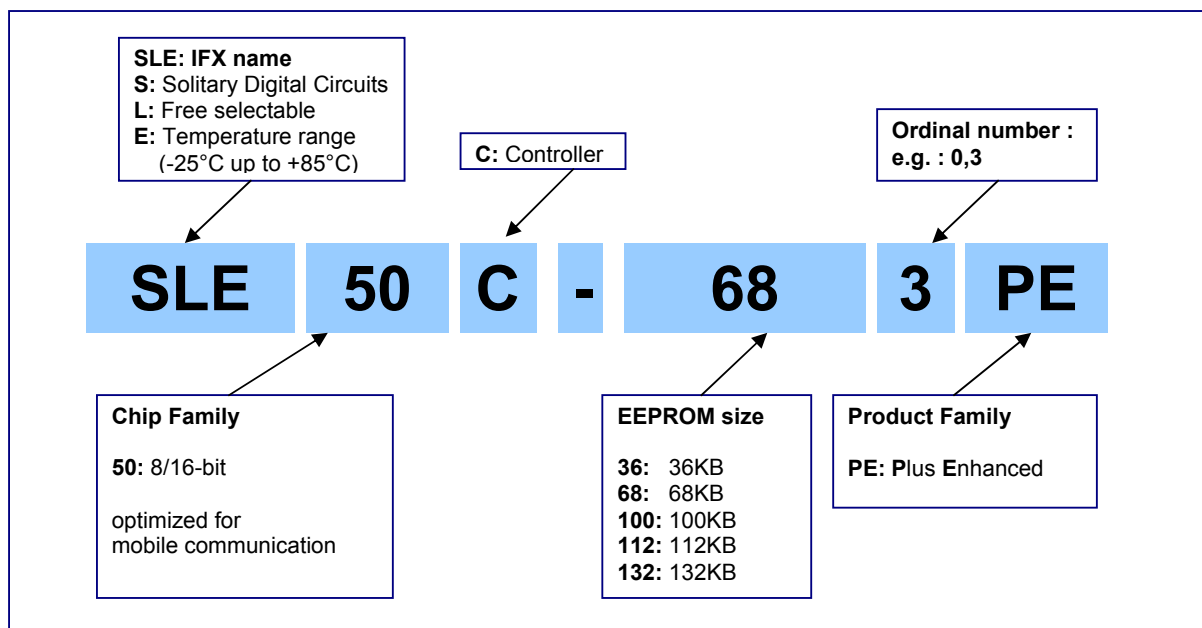 SLE: IFX name
S: Solitary Digital Circuits
L: Free selectable
E: Temperature range
(-25°C up to +85°C)
C: Controller
Ordinal number :
e.g. : 0,3
SLE 50 C - 68 3 PE
Chip Family
50: 8/16-bit
optimized for
mobile communication
EEPROM size
36: 36KB
68: 68KB
100: 100KB
112: 112KB
132: 132KB
Product Family
PE: Plus Enhanced